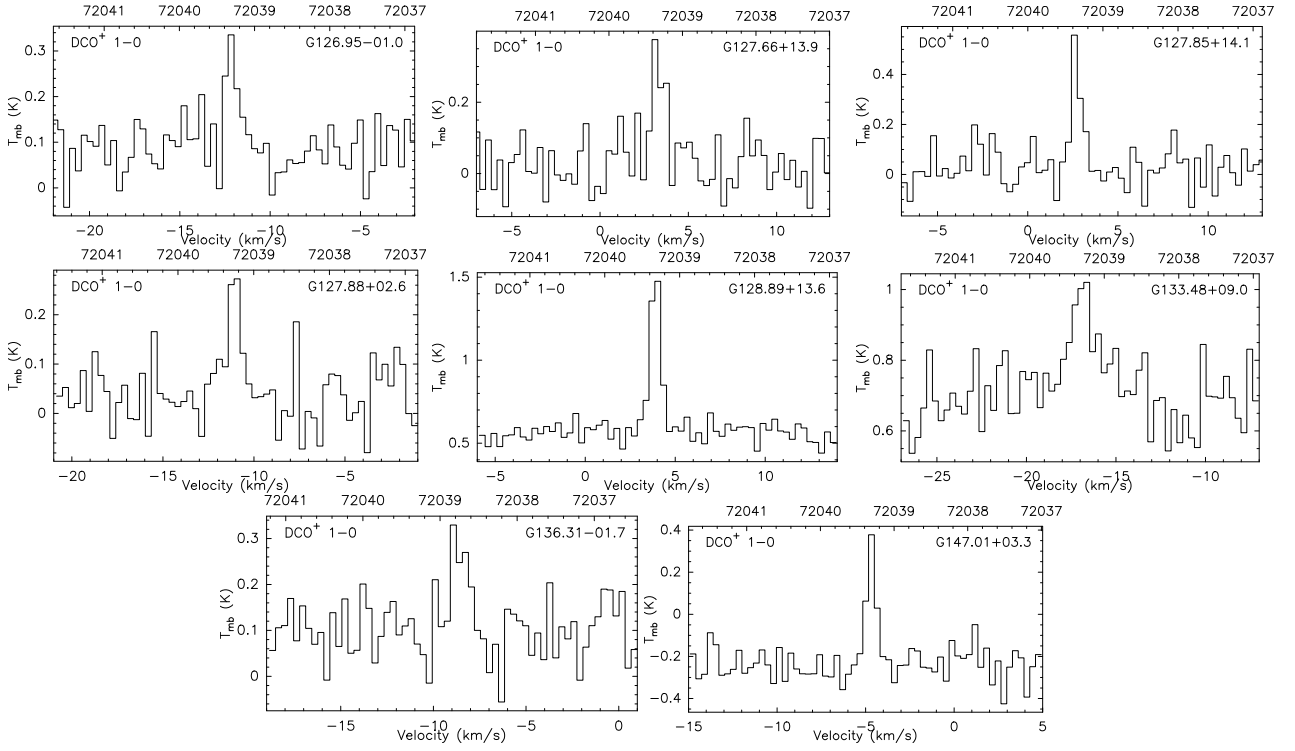 72041 72040 72039 72038 72037
72041 72040 72039 72038 72037
72041 72040 72039 72038 72037
DCO+ 1−0 G126.95−01.0
DCO+ 1−0 G127.66+13.9
DCO+ 1−0 G127.85+14.1
0.3
0.2
0.1
0
Tmb (K)
0.2
0
Tmb (K)
0.4
0.2
0
Tmb (K)
−20 −15 −10 −5
Velocity (km/s)
−5 0 5 10
Velocity (km/s)
−5 0 5 10
Velocity (km/s)
72041 72040 72039 72038 72037
72041 72040 72039 72038 72037
72041 72040 72039 72038 72037
DCO+ 1−0 G127.88+02.6
DCO+ 1−0 G128.89+13.6
DCO+ 1−0 G133.48+09.0
0.2
0.1
0
Tmb (K)
1.5
1
0.5
Tmb (K)
1
0.8
0.6
Tmb (K)
−20 −15 −10 −5
Velocity (km/s)
−5 0 5 10
Velocity (km/s)
−25 −20 −15 −10
Velocity (km/s)
72041 72040 72039 72038 72037
72041 72040 72039 72038 72037
DCO+ 1−0 G136.31−01.7
DCO+ 1−0 G147.01+03.3
0.3
0.2
0.1
0
Tmb (K)
0.4
0.2
0
−0.2
−0.4
Tmb (K)
−15 −10 −5 0
Velocity (km/s)
−15 −10 −5 0 5
Velocity (km/s)